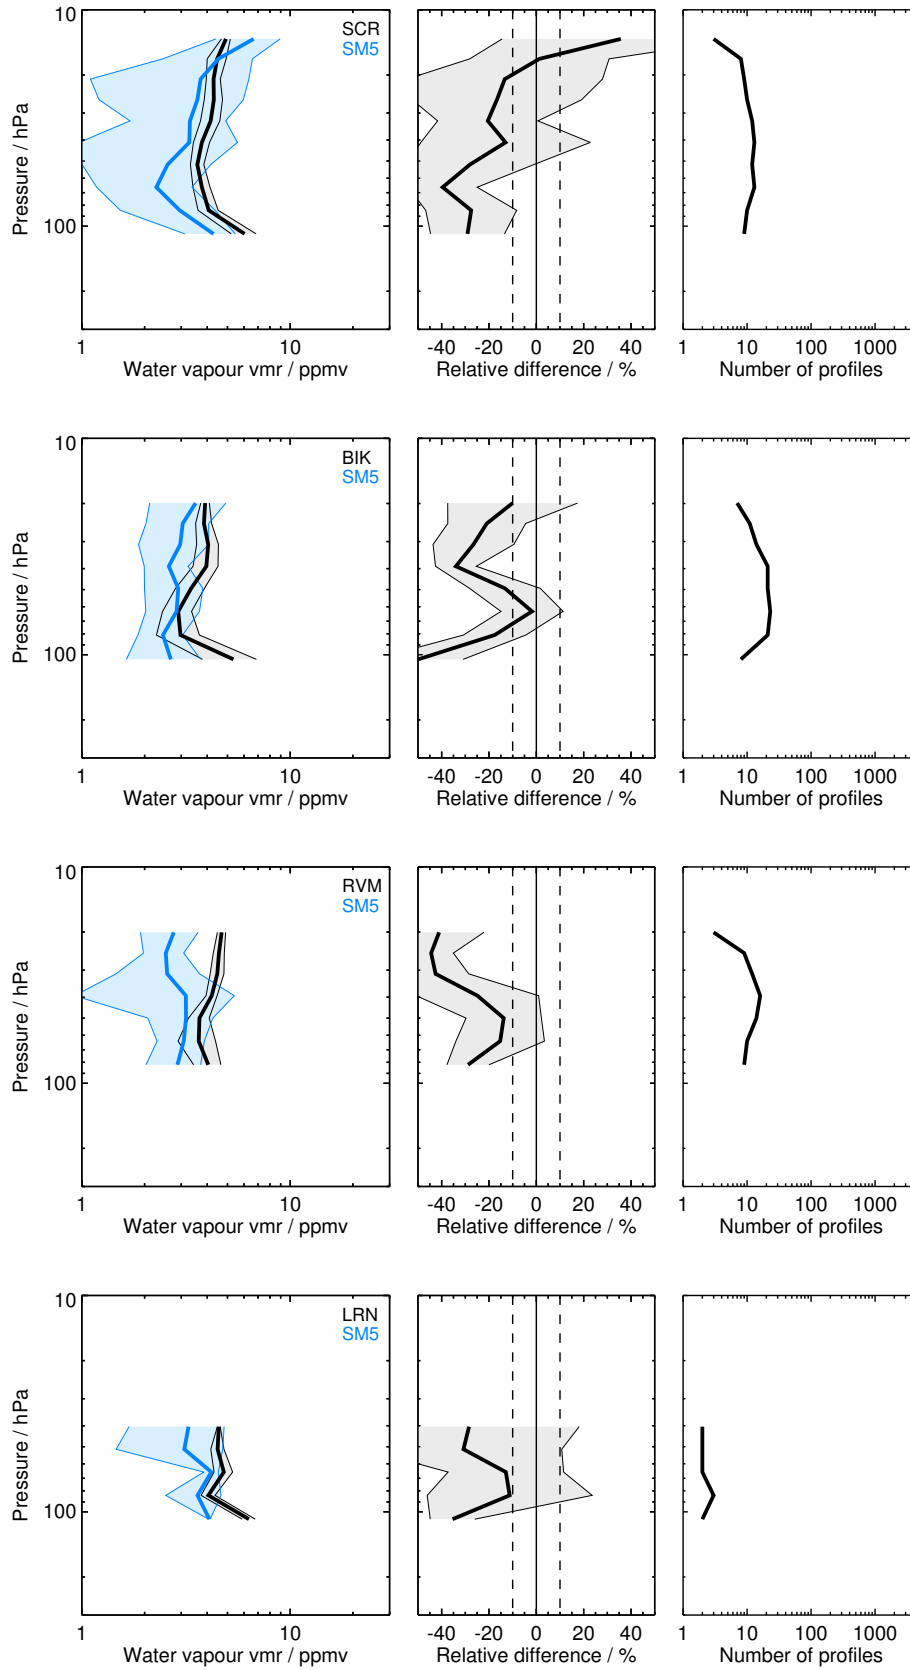 10
100
Pressure / hPa
SCR
SM5
1 10
Water vapour vmr / ppmv
-40 -20 0 20 40
Relative difference / %
1 10 100 1000
Number of profiles
10
100
Pressure / hPa
BIK
SM5
1 10
Water vapour vmr / ppmv
-40 -20 0 20 40
Relative difference / %
1 10 100 1000
Number of profiles
10
100
Pressure / hPa
RVM
SM5
1 10
Water vapour vmr / ppmv
-40 -20 0 20 40
Relative difference / %
1 10 100 1000
Number of profiles
10
100
Pressure / hPa
LRN
SM5
1 10
Water vapour vmr / ppmv
-40 -20 0 20 40
Relative difference / %
1 10 100 1000
Number of profiles